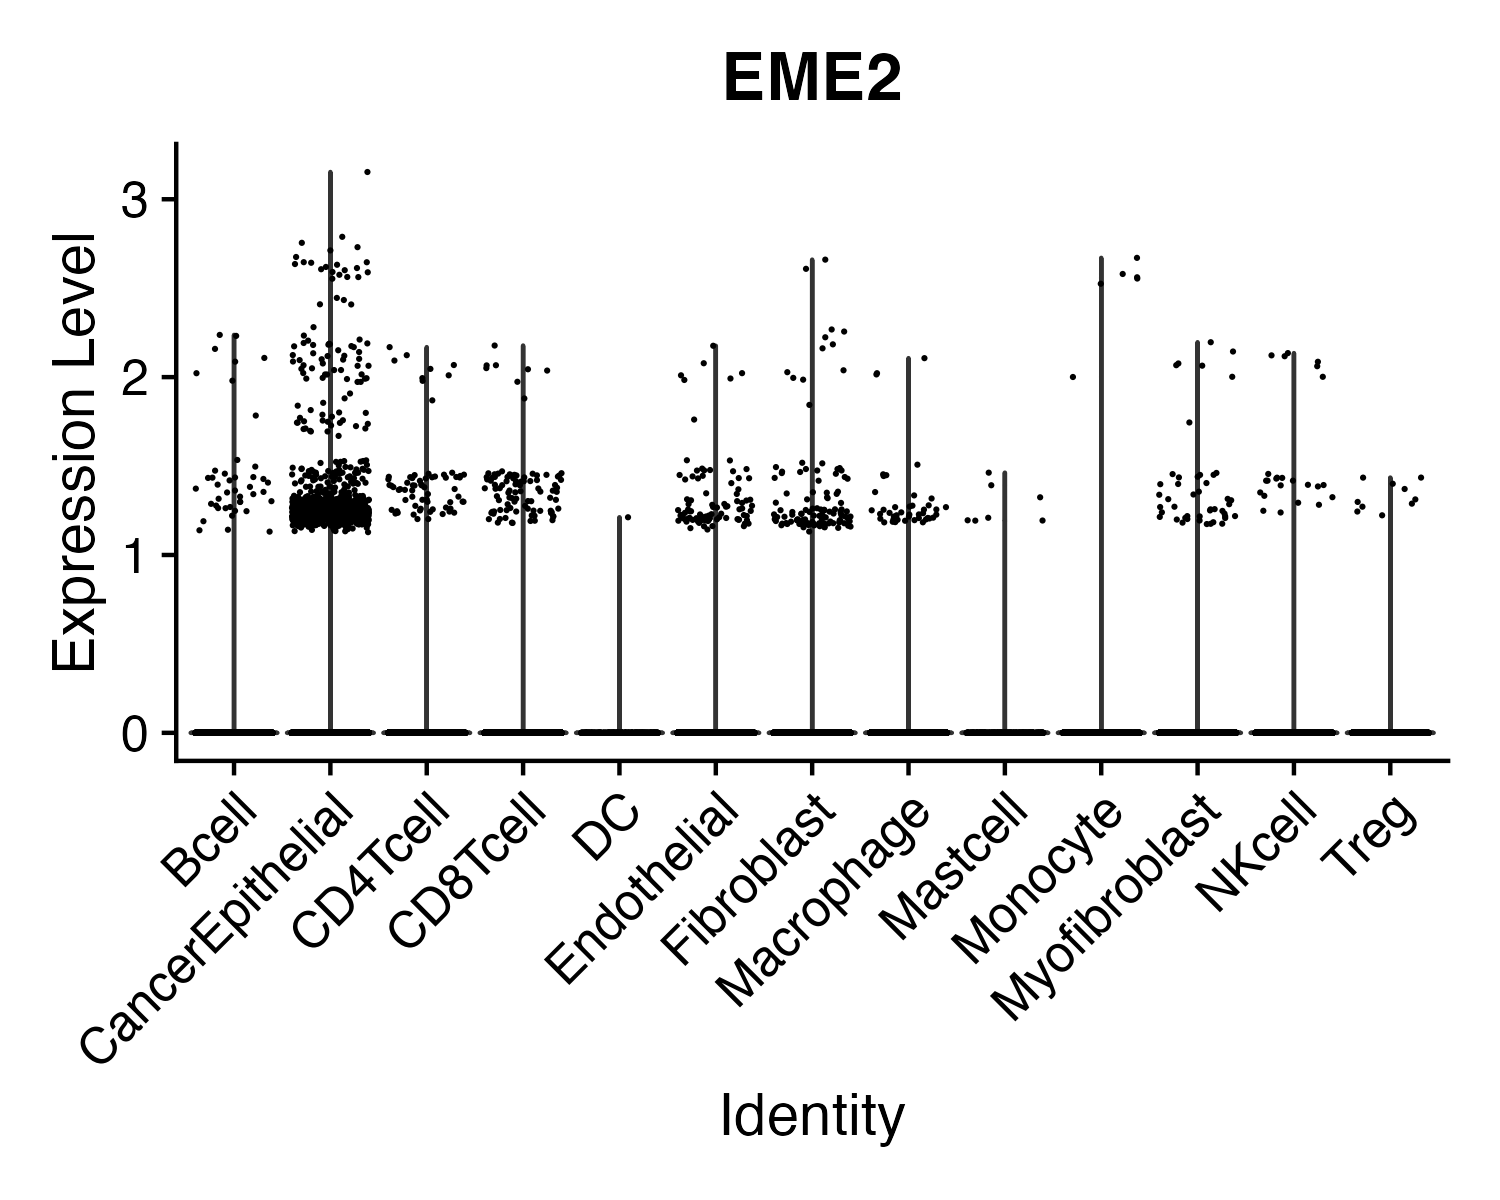 EME2
Expression Level
3
2
1
0
Bcell
CancerEpithelial
CD4Tcell
CD8Tcell
DC
Endothelial
Fibroblast
Macrophage
Mastcell
Monocyte
Myofibroblast
NKcell
Treg
Identity